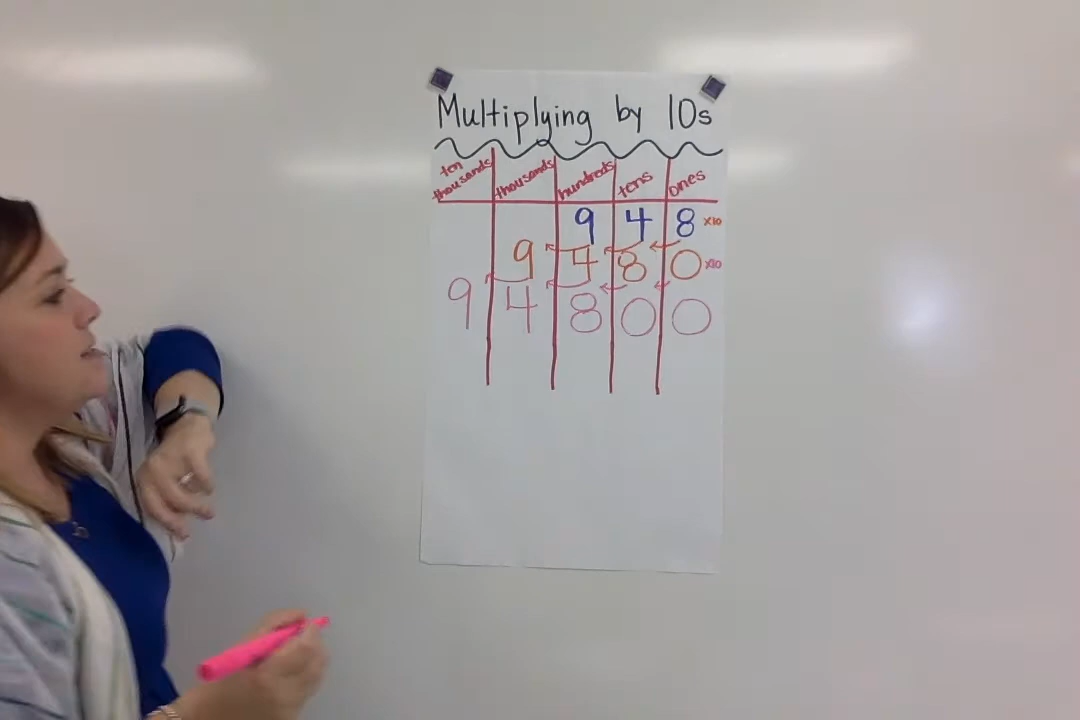 Multiplying by 10s
ten thousands thousands hundreds tens ones
9 4 8 x10
9 4 8 0 x10
9 4 8 0 0